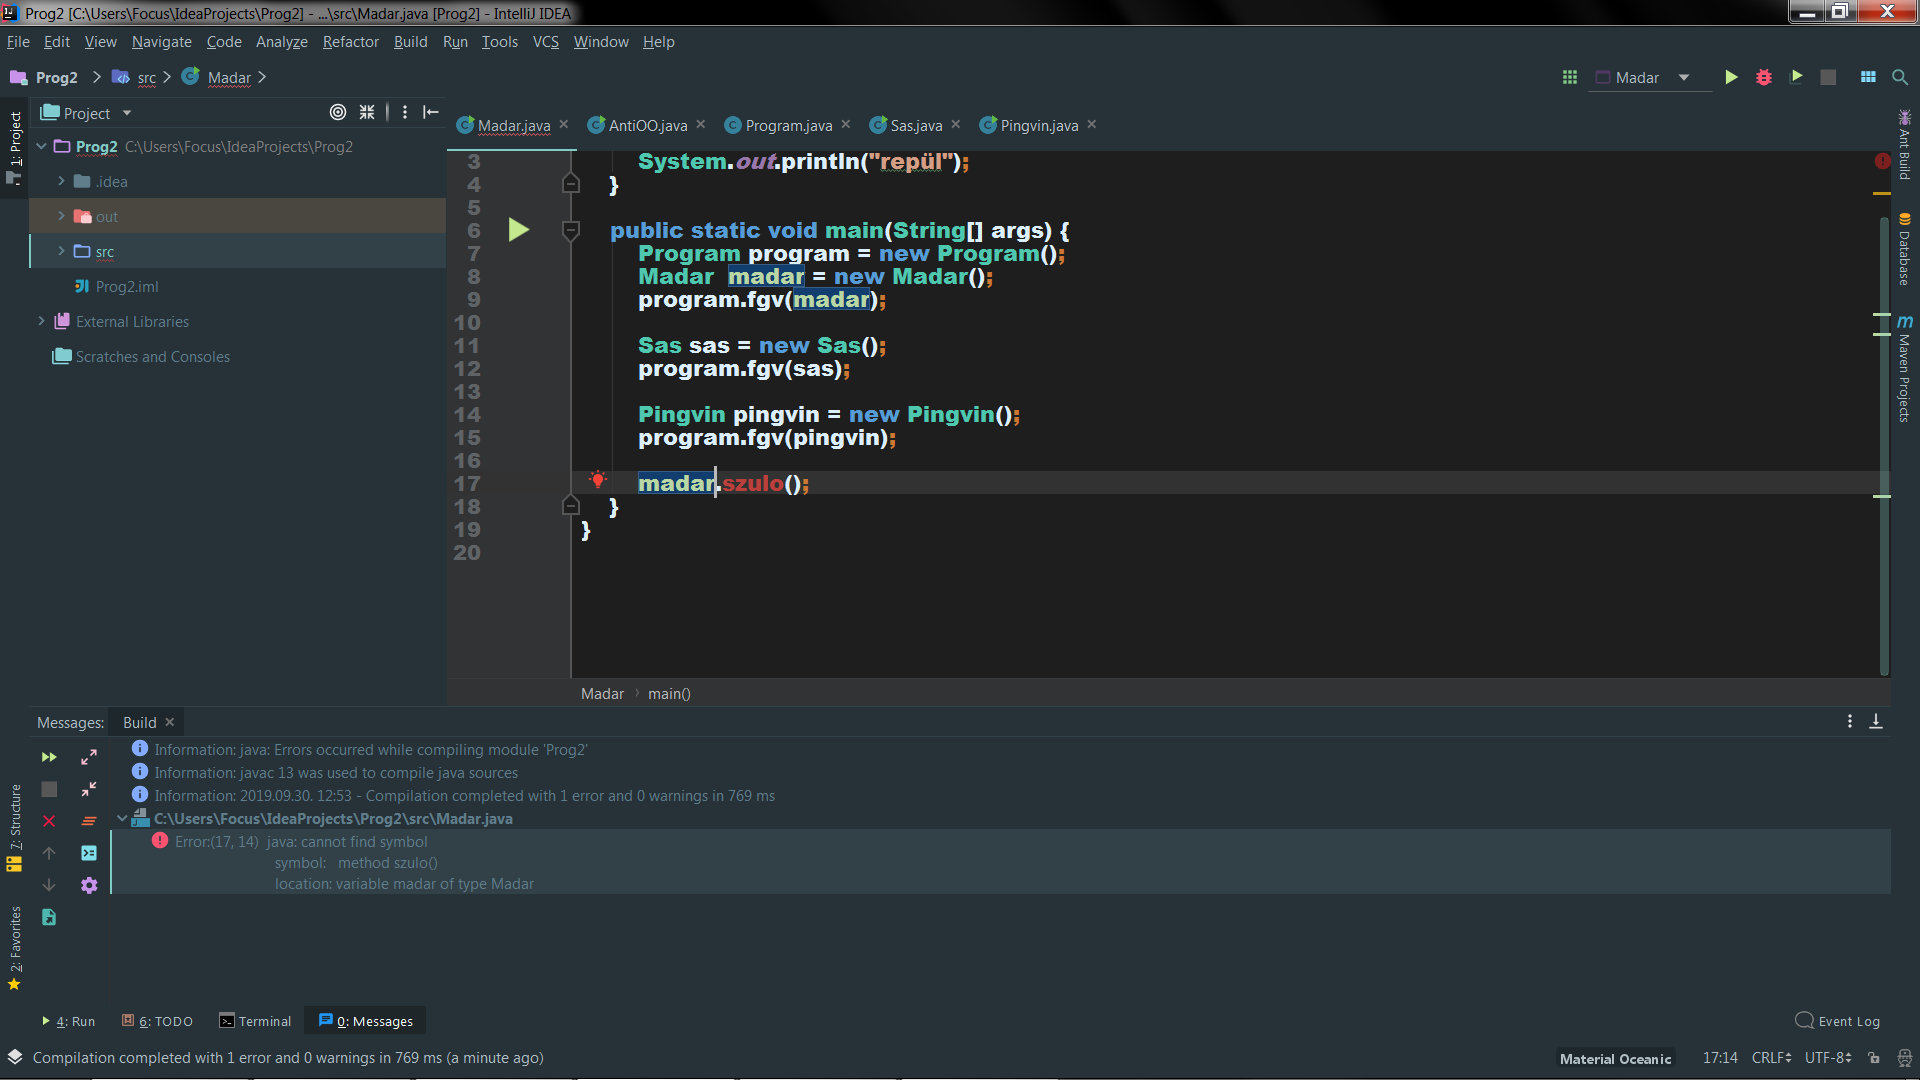 Prog2 [C:\Users\Focus\IdeaProjects\Prog2] - ...\src\Madar.java [Prog2] - IntelliJ IDEA
File Edit View Navigate Code Analyze Refactor Build Run Tools VCS Window Help
Prog2 src Madar
Madar
Project
1: Project
Prog2 C:\Users\Focus\IdeaProjects\Prog2
.idea
out
src
Prog2.iml
External Libraries
Scratches and Consoles
Madar.java AntiOO.java Program.java Sas.java Pingvin.java
3 System.out.println("repül");
4 }
5
6 public static void main(String[] args) {
7 Program program = new Program();
8 Madar madar = new Madar();
9 program.fgv(madar);
10
11 Sas sas = new Sas();
12 program.fgv(sas);
13
14 Pingvin pingvin = new Pingvin();
15 program.fgv(pingvin);
16
17 madar.szulo();
18 }
19 }
20
Madar main()
Ant Build
Database
Maven Projects
Messages: Build
Information: java: Errors occurred while compiling module 'Prog2'
Information: javac 13 was used to compile java sources
Information: 2019.09.30. 12:53 - Compilation completed with 1 error and 0 warnings in 769 ms
C:\Users\Focus\IdeaProjects\Prog2\src\Madar.java
Error:(17, 14) java: cannot find symbol
symbol: method szulo()
location: variable madar of type Madar
7: Structure
2: Favorites
4: Run 6: TODO Terminal 0: Messages Event Log
Compilation completed with 1 error and 0 warnings in 769 ms (a minute ago) Material Oceanic 17:14 CRLF UTF-8